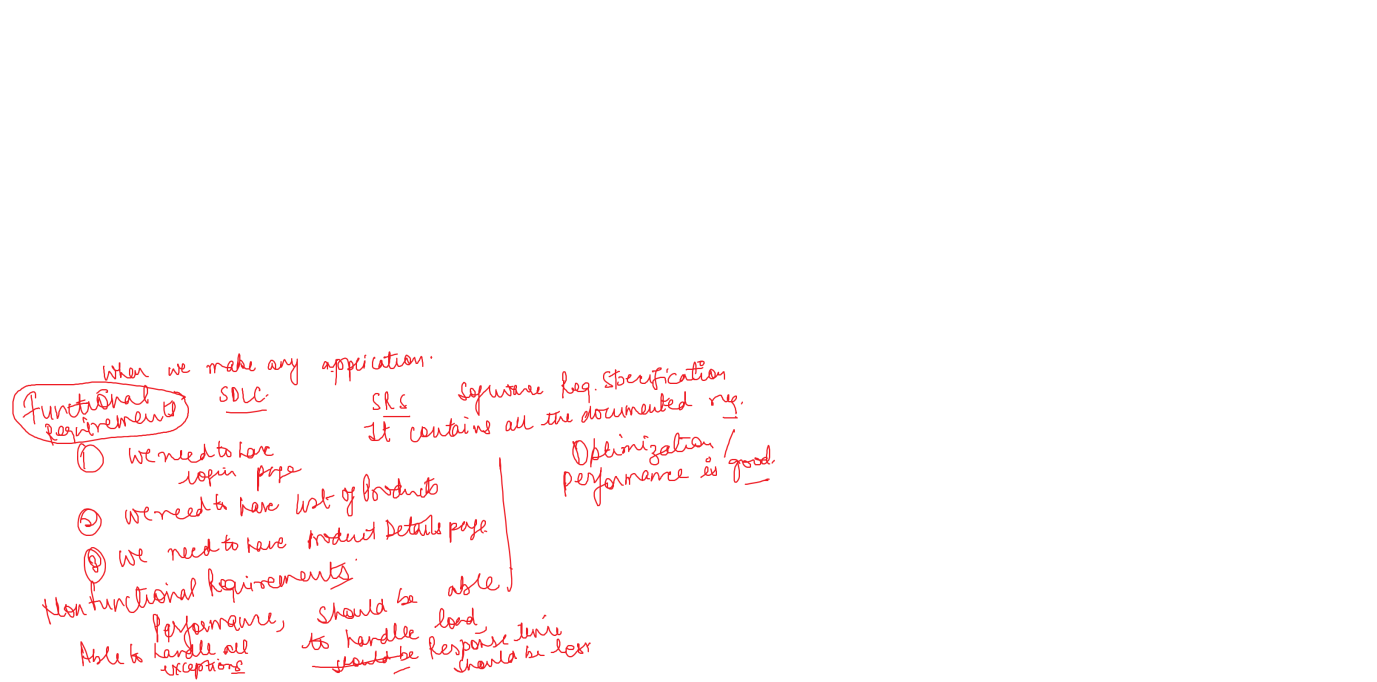 When we make any application.
Functional
Requirements
SDLC
SRS
Software Req. Specification
It contains all the documented req.
Optimization /
Performance is good.
① We need to have
login page
② We need to have list of Products
③ We need to have Product Details page
Non Functional Requirements
Performance, should be able
to handle load,
should be Response time
should be less
Able to handle all
exceptions